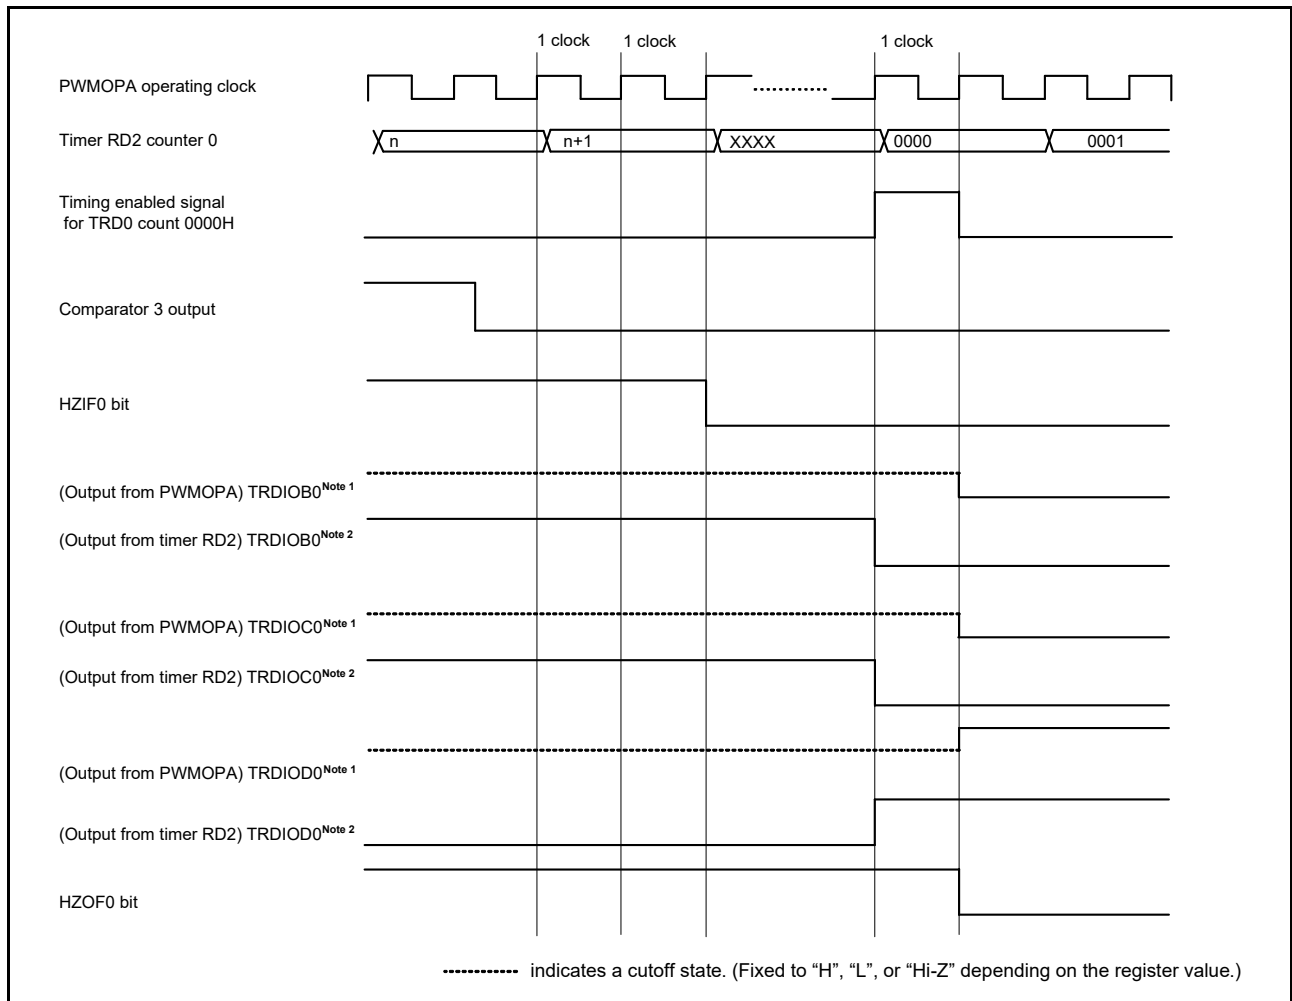 1 clock 1 clock 1 clock
PWMOPA operating clock
Timer RD2 counter 0 n n+1 XXXX 0000 0001
Timing enabled signal
for TRD0 count 0000H
Comparator 3 output
HZIF0 bit
(Output from PWMOPA) TRDIOB0Note 1
(Output from timer RD2) TRDIOB0Note 2
(Output from PWMOPA) TRDIOC0Note 1
(Output from timer RD2) TRDIOC0Note 2
(Output from PWMOPA) TRDIOD0Note 1
(Output from timer RD2) TRDIOD0Note 2
HZOF0 bit
indicates a cutoff state. (Fixed to “H”, “L”, or “Hi-Z” depending on the register value.)